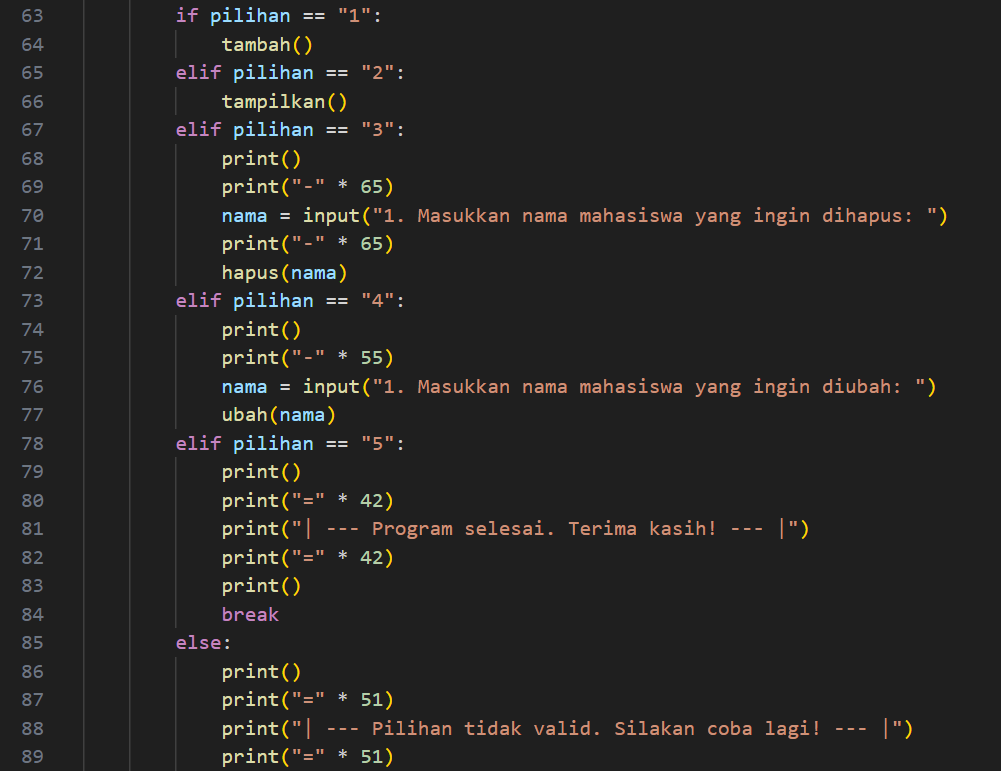 63 if pilihan == "1":
64 tambah()
65 elif pilihan == "2":
66 tampilkan()
67 elif pilihan == "3":
68 print()
69 print("-" * 65)
70 nama = input("1. Masukkan nama mahasiswa yang ingin dihapus: ")
71 print("-" * 65)
72 hapus(nama)
73 elif pilihan == "4":
74 print()
75 print("-" * 55)
76 nama = input("1. Masukkan nama mahasiswa yang ingin diubah: ")
77 ubah(nama)
78 elif pilihan == "5":
79 print()
80 print("=" * 42)
81 print("| --- Program selesai. Terima kasih! --- |")
82 print("=" * 42)
83 print()
84 break
85 else:
86 print()
87 print("=" * 51)
88 print("| --- Pilihan tidak valid. Silakan coba lagi! --- |")
89 print("=" * 51)